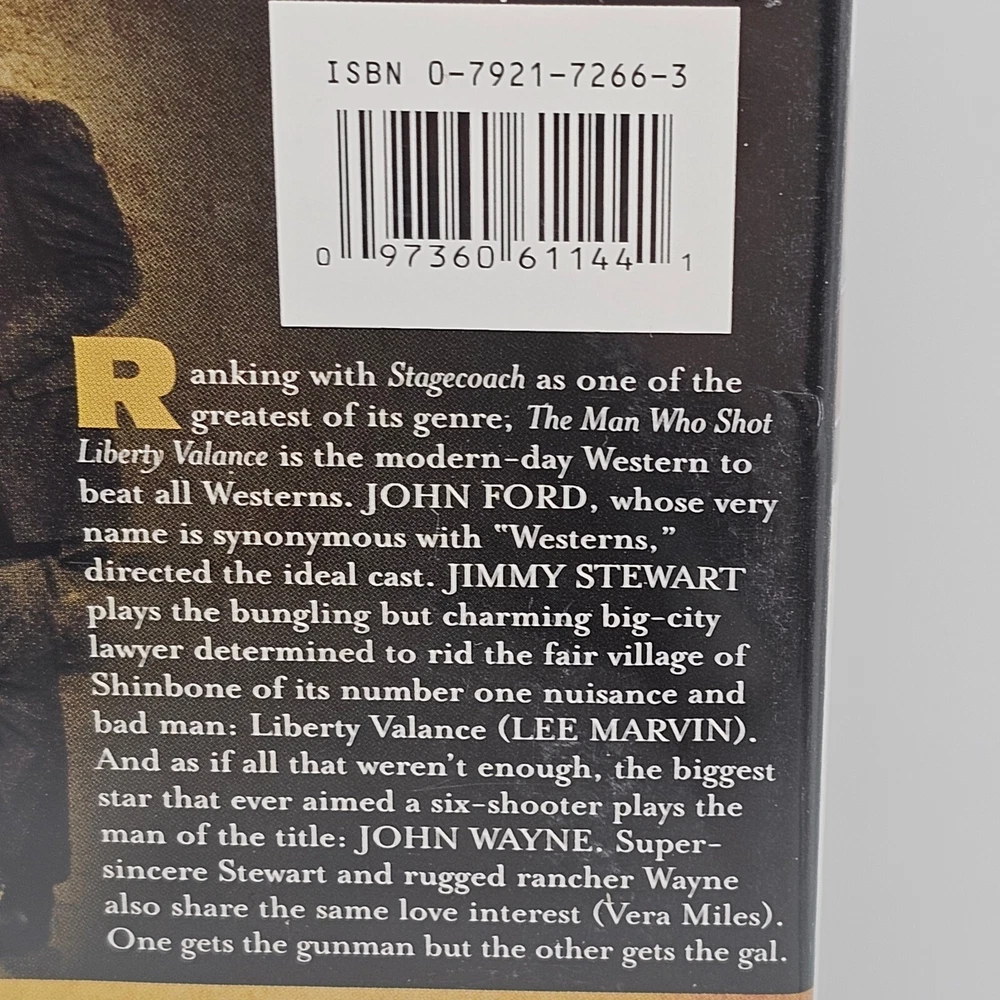 ISBN 0-7921-7266-3
0 97360 61144 1
Ranking with Stagecoach as one of the
greatest of its genre; The Man Who Shot
Liberty Valance is the modern-day Western to
beat all Westerns. JOHN FORD, whose very
name is synonymous with "Westerns,"
directed the ideal cast. JIMMY STEWART
plays the bungling but charming big-city
lawyer determined to rid the fair village of
Shinbone of its number one nuisance and
bad man: Liberty Valance (LEE MARVIN).
And as if all that weren't enough, the biggest
star that ever aimed a six-shooter plays the
man of the title: JOHN WAYNE. Super-
sincere Stewart and rugged rancher Wayne
also share the same love interest (Vera Miles).
One gets the gunman but the other gets the gal.